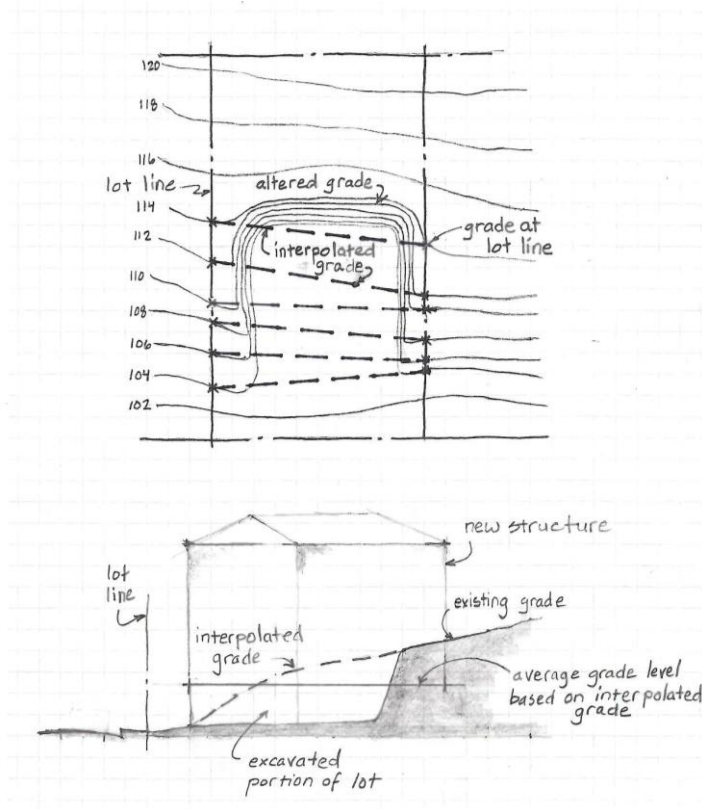 120
118
116
lot line
altered grade
114
grade at
lot line
112
interpolated
grade
110
108
106
104
102
new structure
lot
line
existing grade
interpolated
grade
average grade level
based on interpolated
grade
excavated
portion of lot